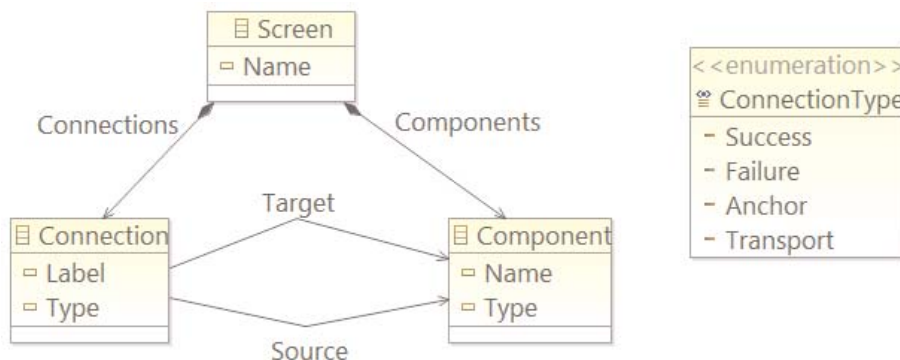 Screen
Name
Connections
Components
<<enumeration>>
ConnectionType
Success
Failure
Anchor
Transport
Target
Connection
Label
Type
Component
Name
Type
Source